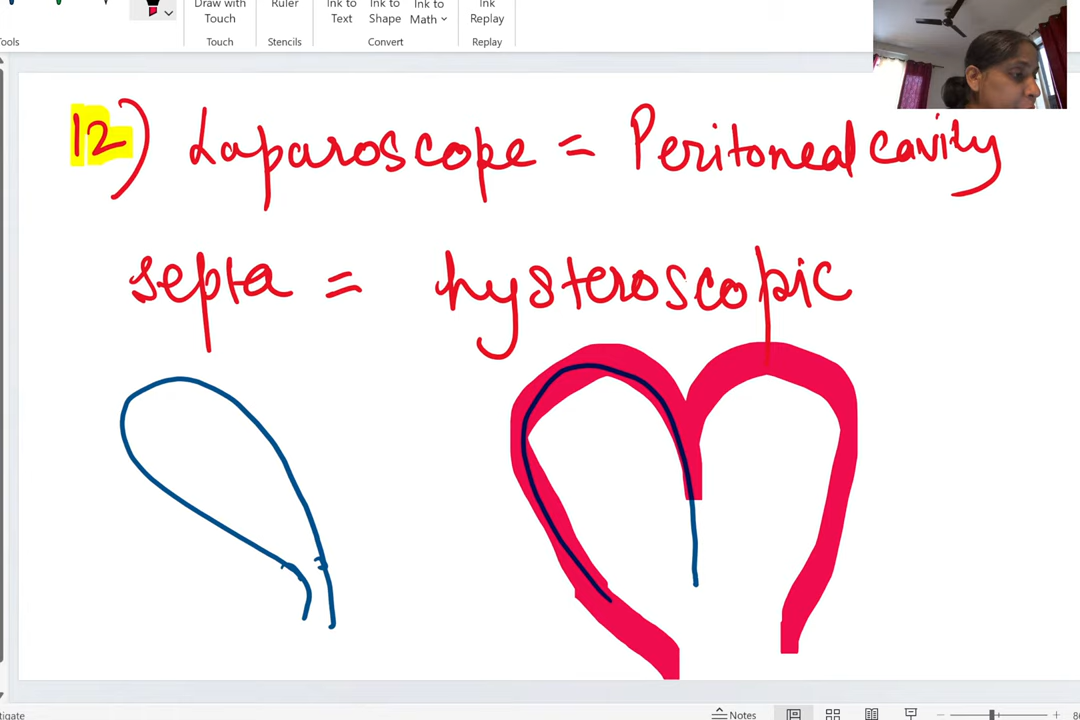 Draw with Touch
Ruler
Ink to Text
Ink to Shape
Ink to Math
Ink Replay
Tools
Touch
Stencils
Convert
Replay
12) Laparoscope = Peritoneal cavity
septa = hysteroscopic
Notes